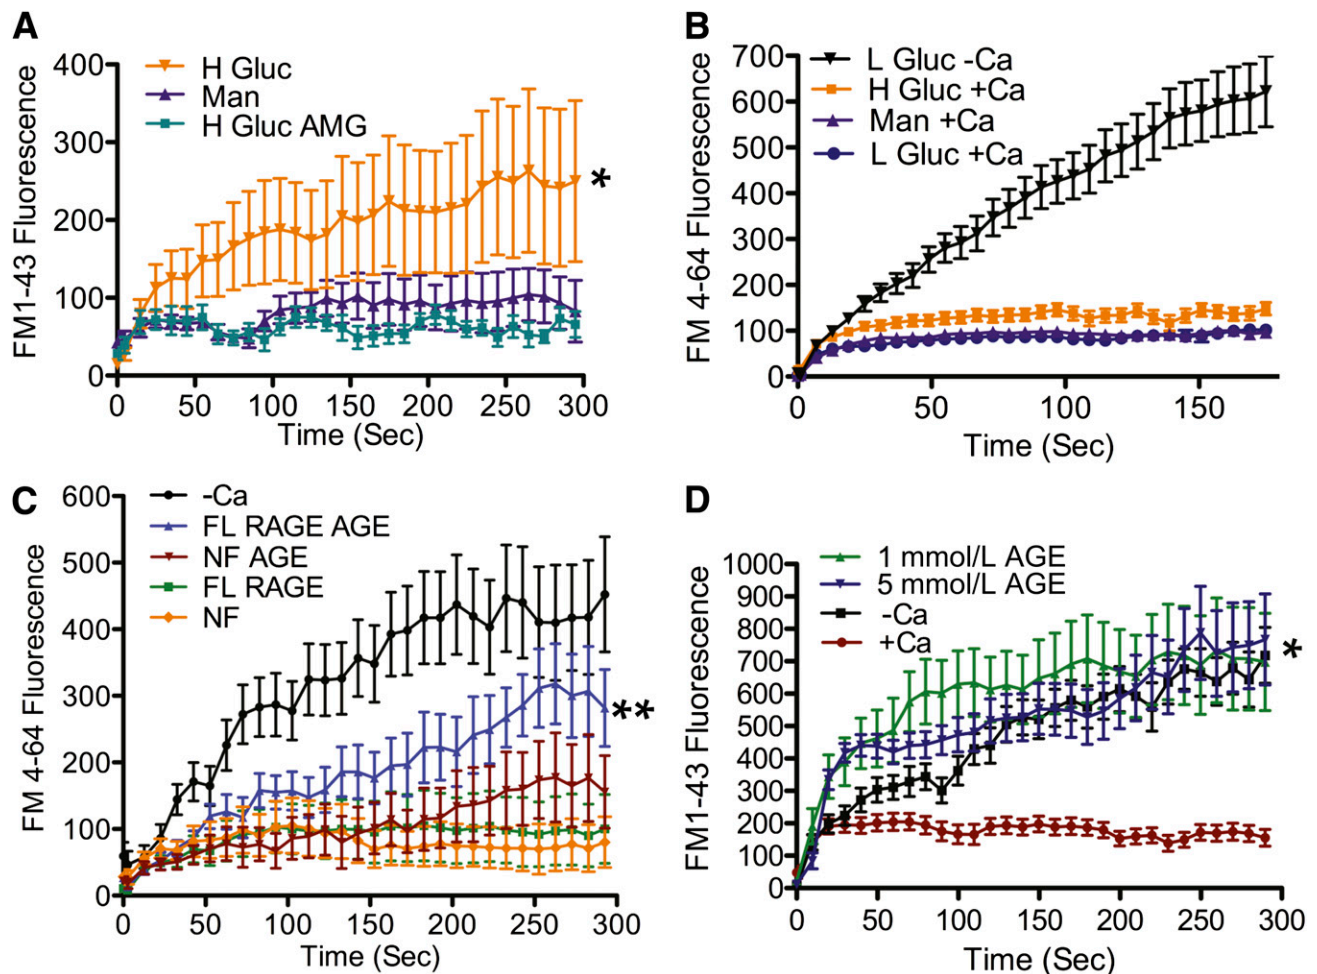 A
FM1-43 Fluorescence
400
300
200
100
0
H Gluc
Man
H Gluc AMG
*
0 50 100 150 200 250 300
Time (Sec)
B
FM 4-64 Fluorescence
700
600
500
400
300
200
100
0
L Gluc -Ca
H Gluc +Ca
Man +Ca
L Gluc +Ca
0 50 100 150
Time (Sec)
C
FM 4-64 Fluorescence
600
500
400
300
200
100
0
-Ca
FL RAGE AGE
NF AGE
FL RAGE
NF
**
0 50 100 150 200 250 300
Time (Sec)
D
FM1-43 Fluorescence
1000
900
800
700
600
500
400
300
200
100
0
1 mmol/L AGE
5 mmol/L AGE
-Ca
+Ca
*
0 50 100 150 200 250 300
Time (Sec)